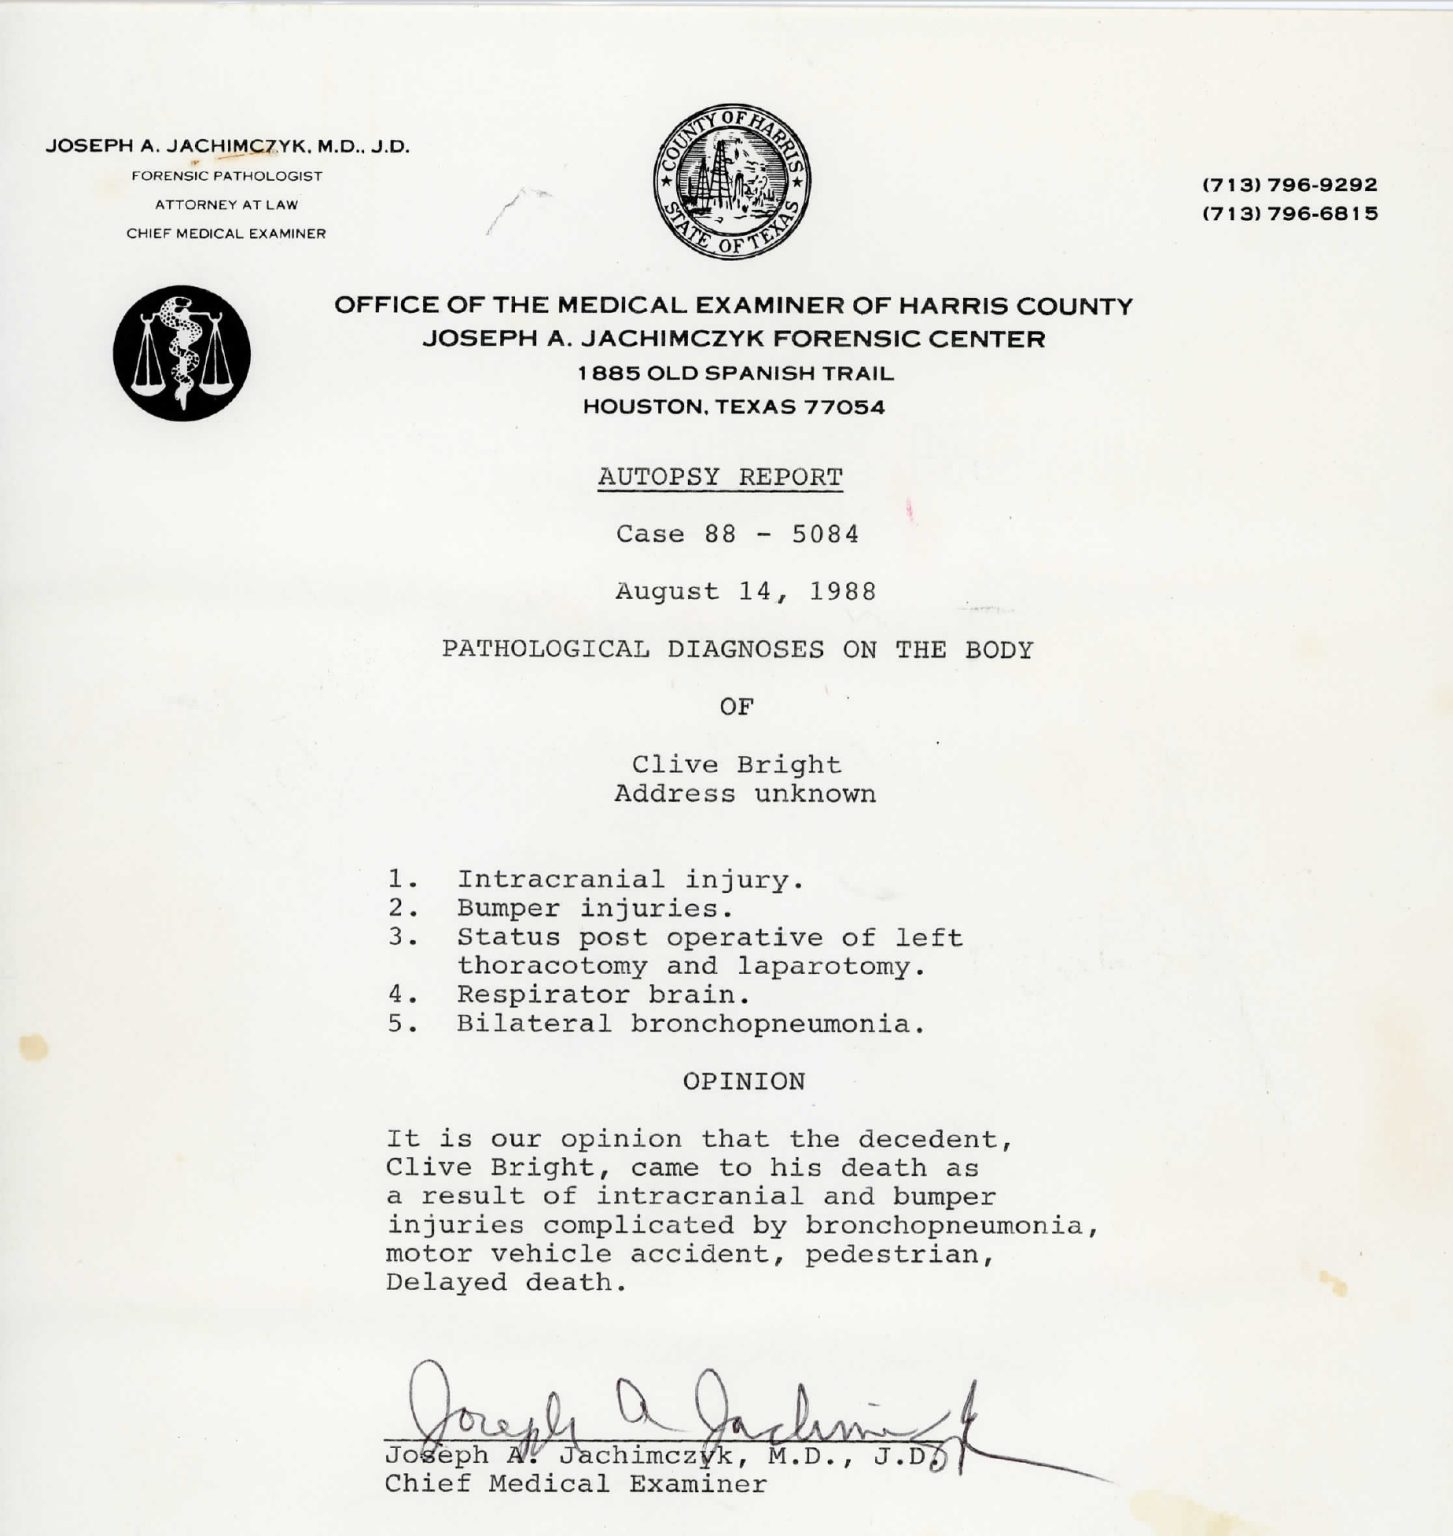 JOSEPH A. JACHIMCZYK, M.D., J.D.
FORENSIC PATHOLOGIST
ATTORNEY AT LAW
CHIEF MEDICAL EXAMINER
COUNTY OF HARRIS
STATE OF TEXAS
(713) 796-9292
(713) 796-6815
OFFICE OF THE MEDICAL EXAMINER OF HARRIS COUNTY
JOSEPH A. JACHIMCZYK FORENSIC CENTER
1885 OLD SPANISH TRAIL
HOUSTON, TEXAS 77054
AUTOPSY REPORT
Case 88 - 5084
August 14, 1988
PATHOLOGICAL DIAGNOSES ON THE BODY
OF
Clive Bright
Address unknown
1. Intracranial injury.
2. Bumper injuries.
3. Status post operative of left
thoracotomy and laparotomy.
4. Respirator brain.
5. Bilateral bronchopneumonia.
OPINION
It is our opinion that the decedent,
Clive Bright, came to his death as
a result of intracranial and bumper
injuries complicated by bronchopneumonia,
motor vehicle accident, pedestrian,
Delayed death.
Joseph A Jachimczyk
Joseph A. Jachimczyk, M.D., J.D.
Chief Medical Examiner